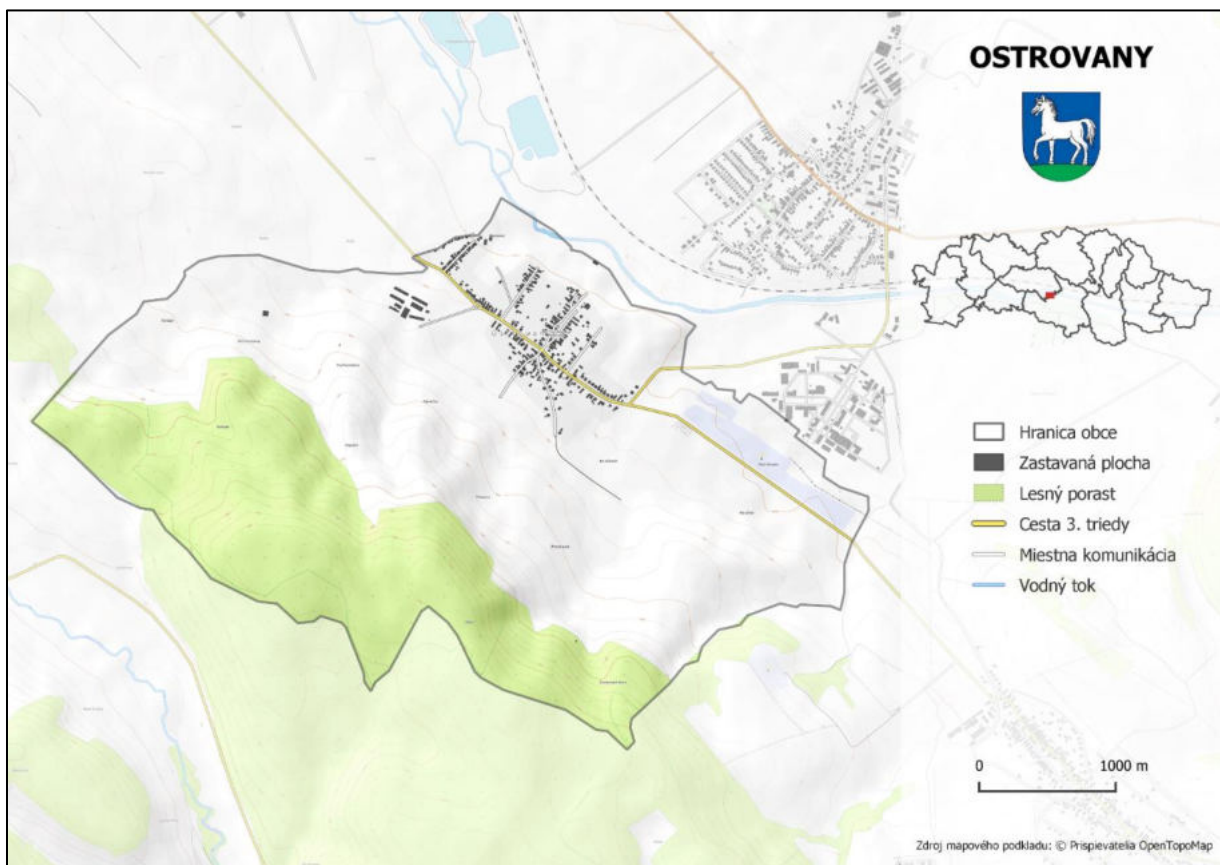 OSTROVANY
Hranica obce
Zastavaná plocha
Lesný porast
Cesta 3. triedy
Miestna komunikácia
Vodný tok
0 1000 m
Zdroj mapového podkladu: © Prispievatelia OpenTopoMap